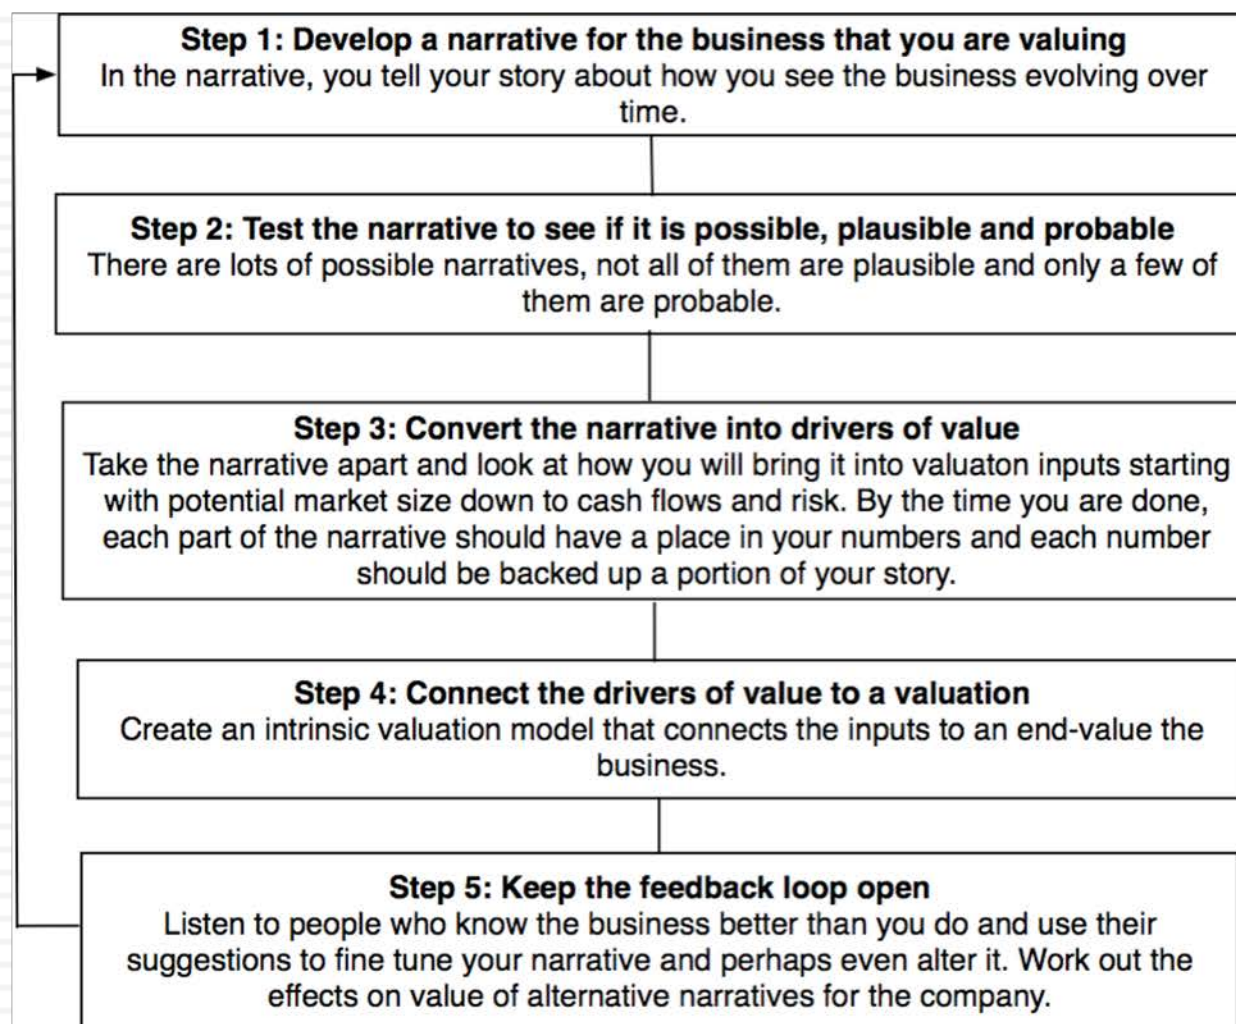 Step 1: Develop a narrative for the business that you are valuing
In the narrative, you tell your story about how you see the business evolving over
time.
Step 2: Test the narrative to see if it is possible, plausible and probable
There are lots of possible narratives, not all of them are plausible and only a few of
them are probable.
Step 3: Convert the narrative into drivers of value
Take the narrative apart and look at how you will bring it into valuaton inputs starting
with potential market size down to cash flows and risk. By the time you are done,
each part of the narrative should have a place in your numbers and each number
should be backed up a portion of your story.
Step 4: Connect the drivers of value to a valuation
Create an intrinsic valuation model that connects the inputs to an end-value the
business.
Step 5: Keep the feedback loop open
Listen to people who know the business better than you do and use their
suggestions to fine tune your narrative and perhaps even alter it. Work out the
effects on value of alternative narratives for the company.